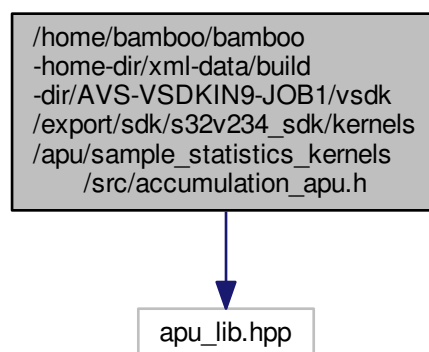 /home/bamboo/bamboo
-home-dir/xml-data/build
-dir/AVS-VSDKIN9-JOB1/vsdk
/export/sdk/s32v234_sdk/kernels
/apu/sample_statistics_kernels
/src/accumulation_apu.h
apu_lib.hpp